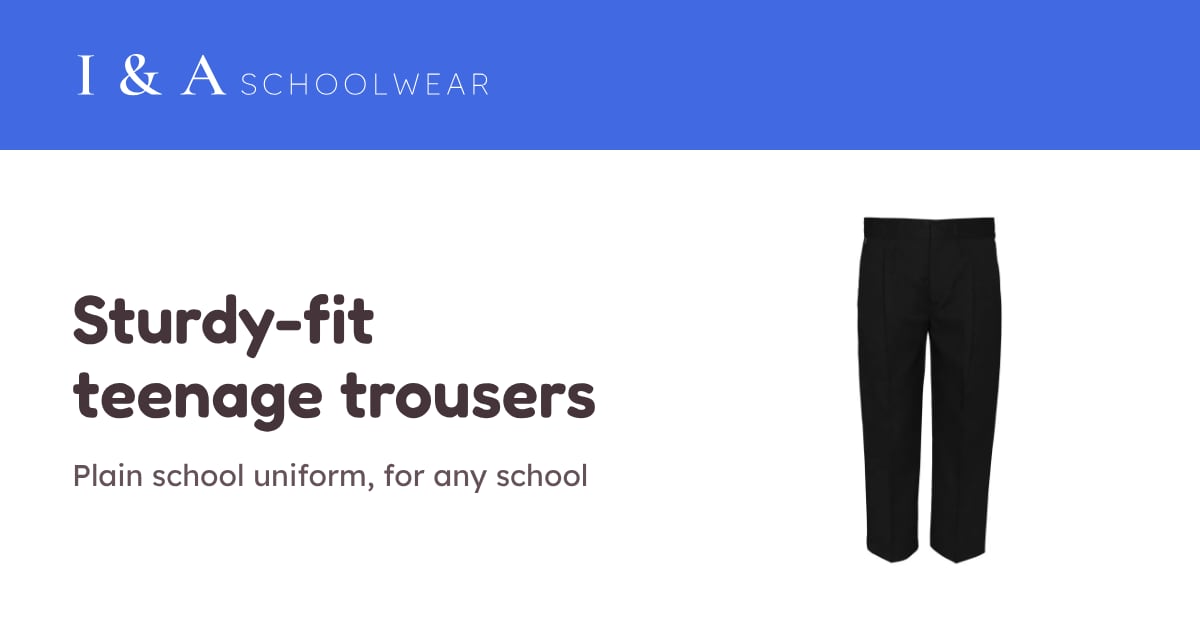 I & A SCHOOLWEAR
Sturdy-fit
teenage trousers
Plain school uniform, for any school